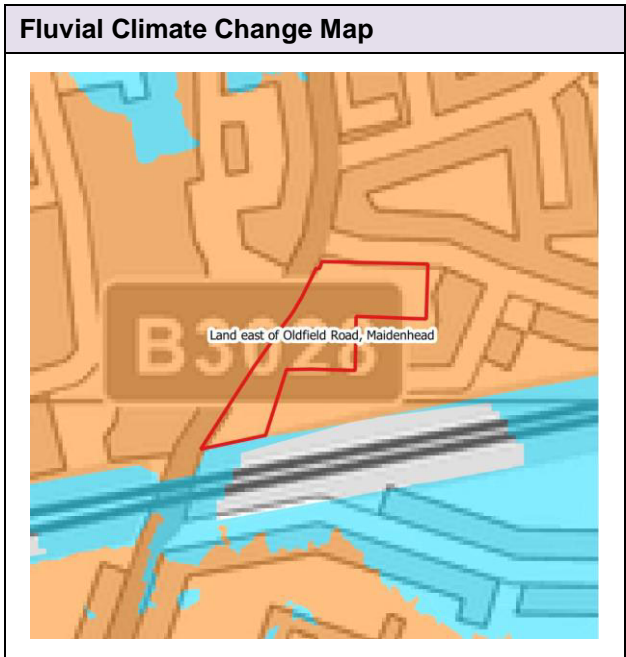 Fluvial Climate Change Map
Land east of Oldfield Road, Maidenhead
B3028